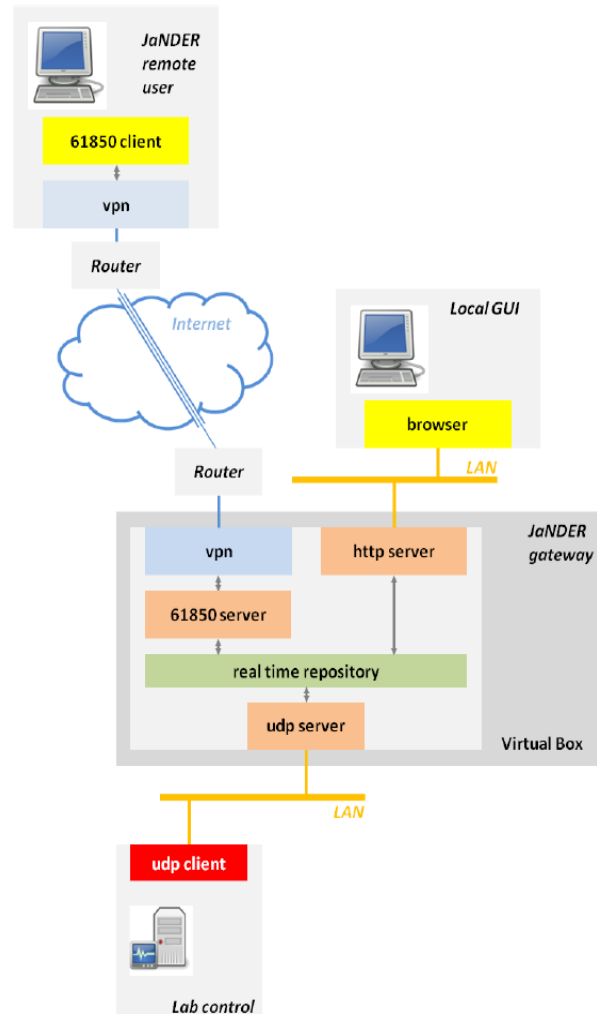 JaNDER
remote
user
61850 client
vpn
Router
Internet
Local GUI
browser
LAN
Router
JaNDER
gateway
vpn
http server
61850 server
real time repository
udp server
Virtual Box
LAN
udp client
Lab control